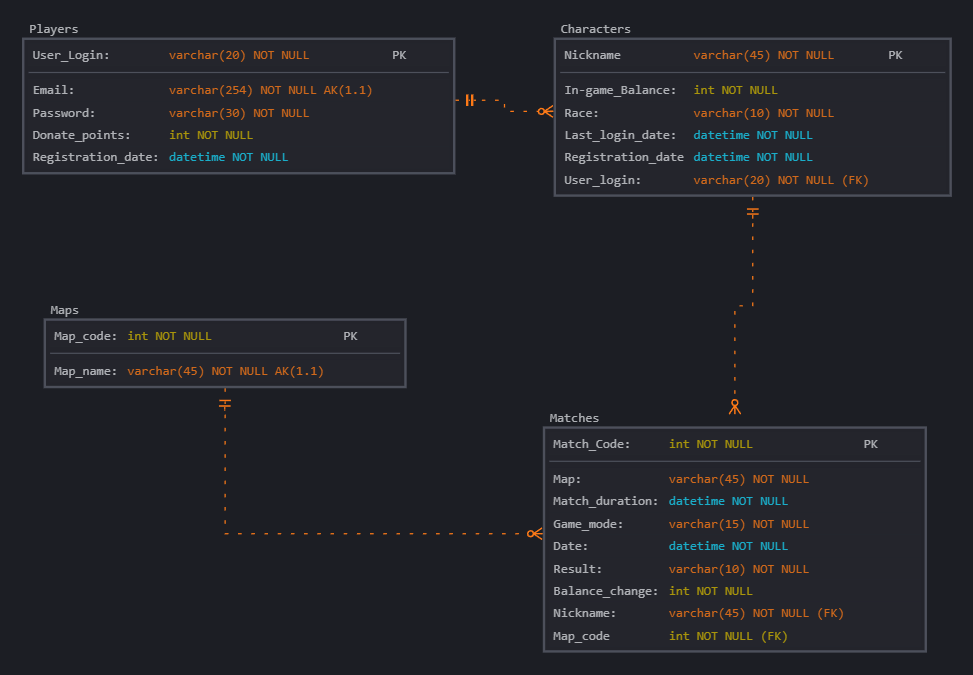 Players
User_Login: varchar(20) NOT NULL PK
Email: varchar(254) NOT NULL AK(1.1)
Password: varchar(30) NOT NULL
Donate_points: int NOT NULL
Registration_date: datetime NOT NULL
Characters
Nickname varchar(45) NOT NULL PK
In-game_Balance: int NOT NULL
Race: varchar(10) NOT NULL
Last_login_date: datetime NOT NULL
Registration_date datetime NOT NULL
User_login: varchar(20) NOT NULL (FK)
Maps
Map_code: int NOT NULL PK
Map_name: varchar(45) NOT NULL AK(1.1)
Matches
Match_Code: int NOT NULL PK
Map: varchar(45) NOT NULL
Match_duration: datetime NOT NULL
Game_mode: varchar(15) NOT NULL
Date: datetime NOT NULL
Result: varchar(10) NOT NULL
Balance_change: int NOT NULL
Nickname: varchar(45) NOT NULL (FK)
Map_code int NOT NULL (FK)